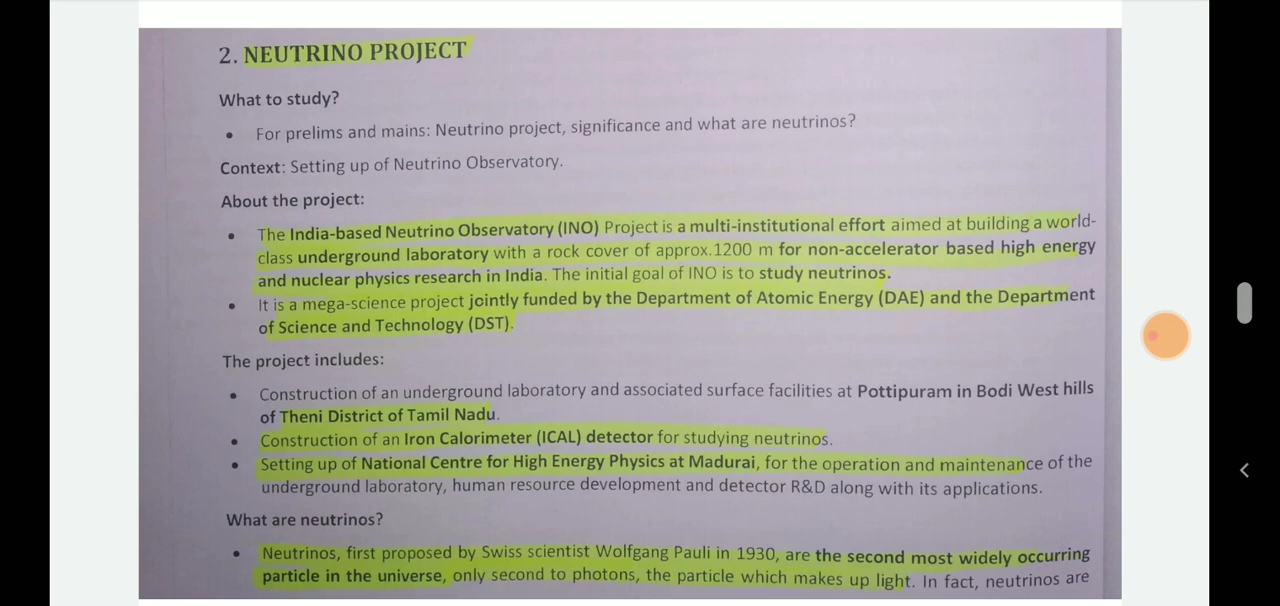 2. NEUTRINO PROJECT
What to study?
• For prelims and mains: Neutrino project, significance and what are neutrinos?
Context: Setting up of Neutrino Observatory.
About the project:
• The India-based Neutrino Observatory (INO) Project is a multi-institutional effort aimed at building a world-
class underground laboratory with a rock cover of approx.1200 m for non-accelerator based high energy
and nuclear physics research in India. The initial goal of INO is to study neutrinos.
• It is a mega-science project jointly funded by the Department of Atomic Energy (DAE) and the Department
of Science and Technology (DST).
The project includes:
• Construction of an underground laboratory and associated surface facilities at Pottipuram in Bodi West hills
of Theni District of Tamil Nadu.
• Construction of an Iron Calorimeter (ICAL) detector for studying neutrinos.
• Setting up of National Centre for High Energy Physics at Madurai, for the operation and maintenance of the
underground laboratory, human resource development and detector R&D along with its applications.
What are neutrinos?
• Neutrinos, first proposed by Swiss scientist Wolfgang Pauli in 1930, are the second most widely occurring
particle in the universe, only second to photons, the particle which makes up light. In fact, neutrinos are